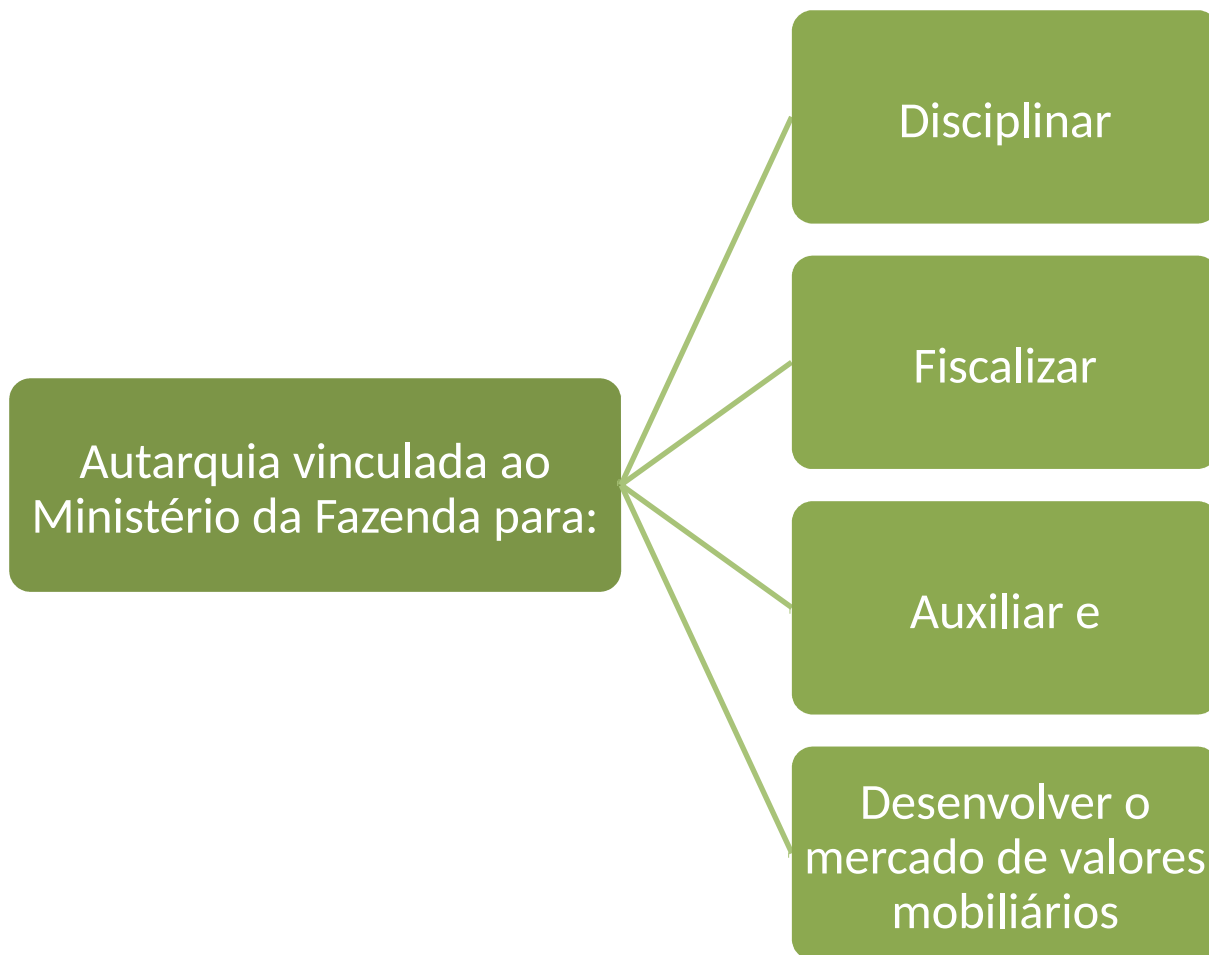 Autarquia vinculada ao
Ministério da Fazenda para:
Disciplinar
Fiscalizar
Auxiliar e
Desenvolver o
mercado de valores
mobiliários